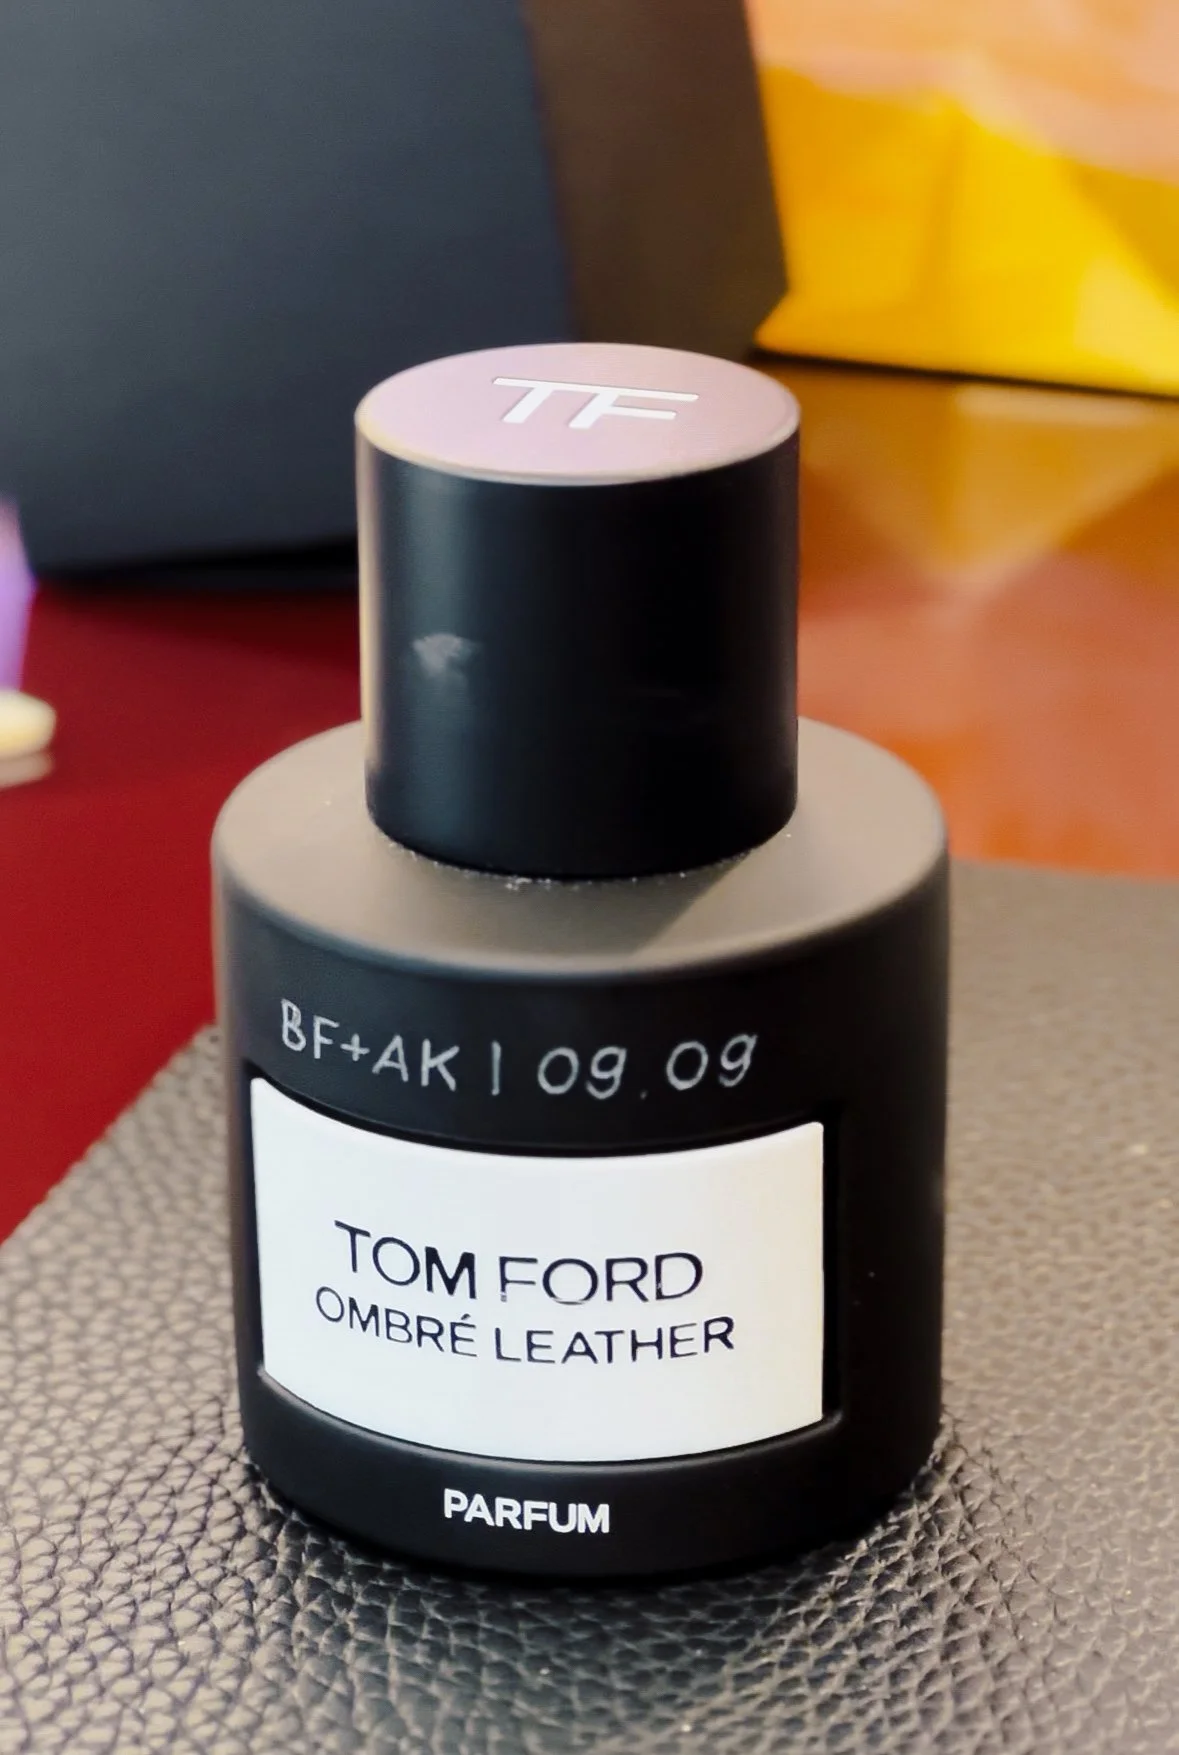 TF
BF+AK | 09.09
TOM FORD
OMBRÉ LEATHER
PARFUM